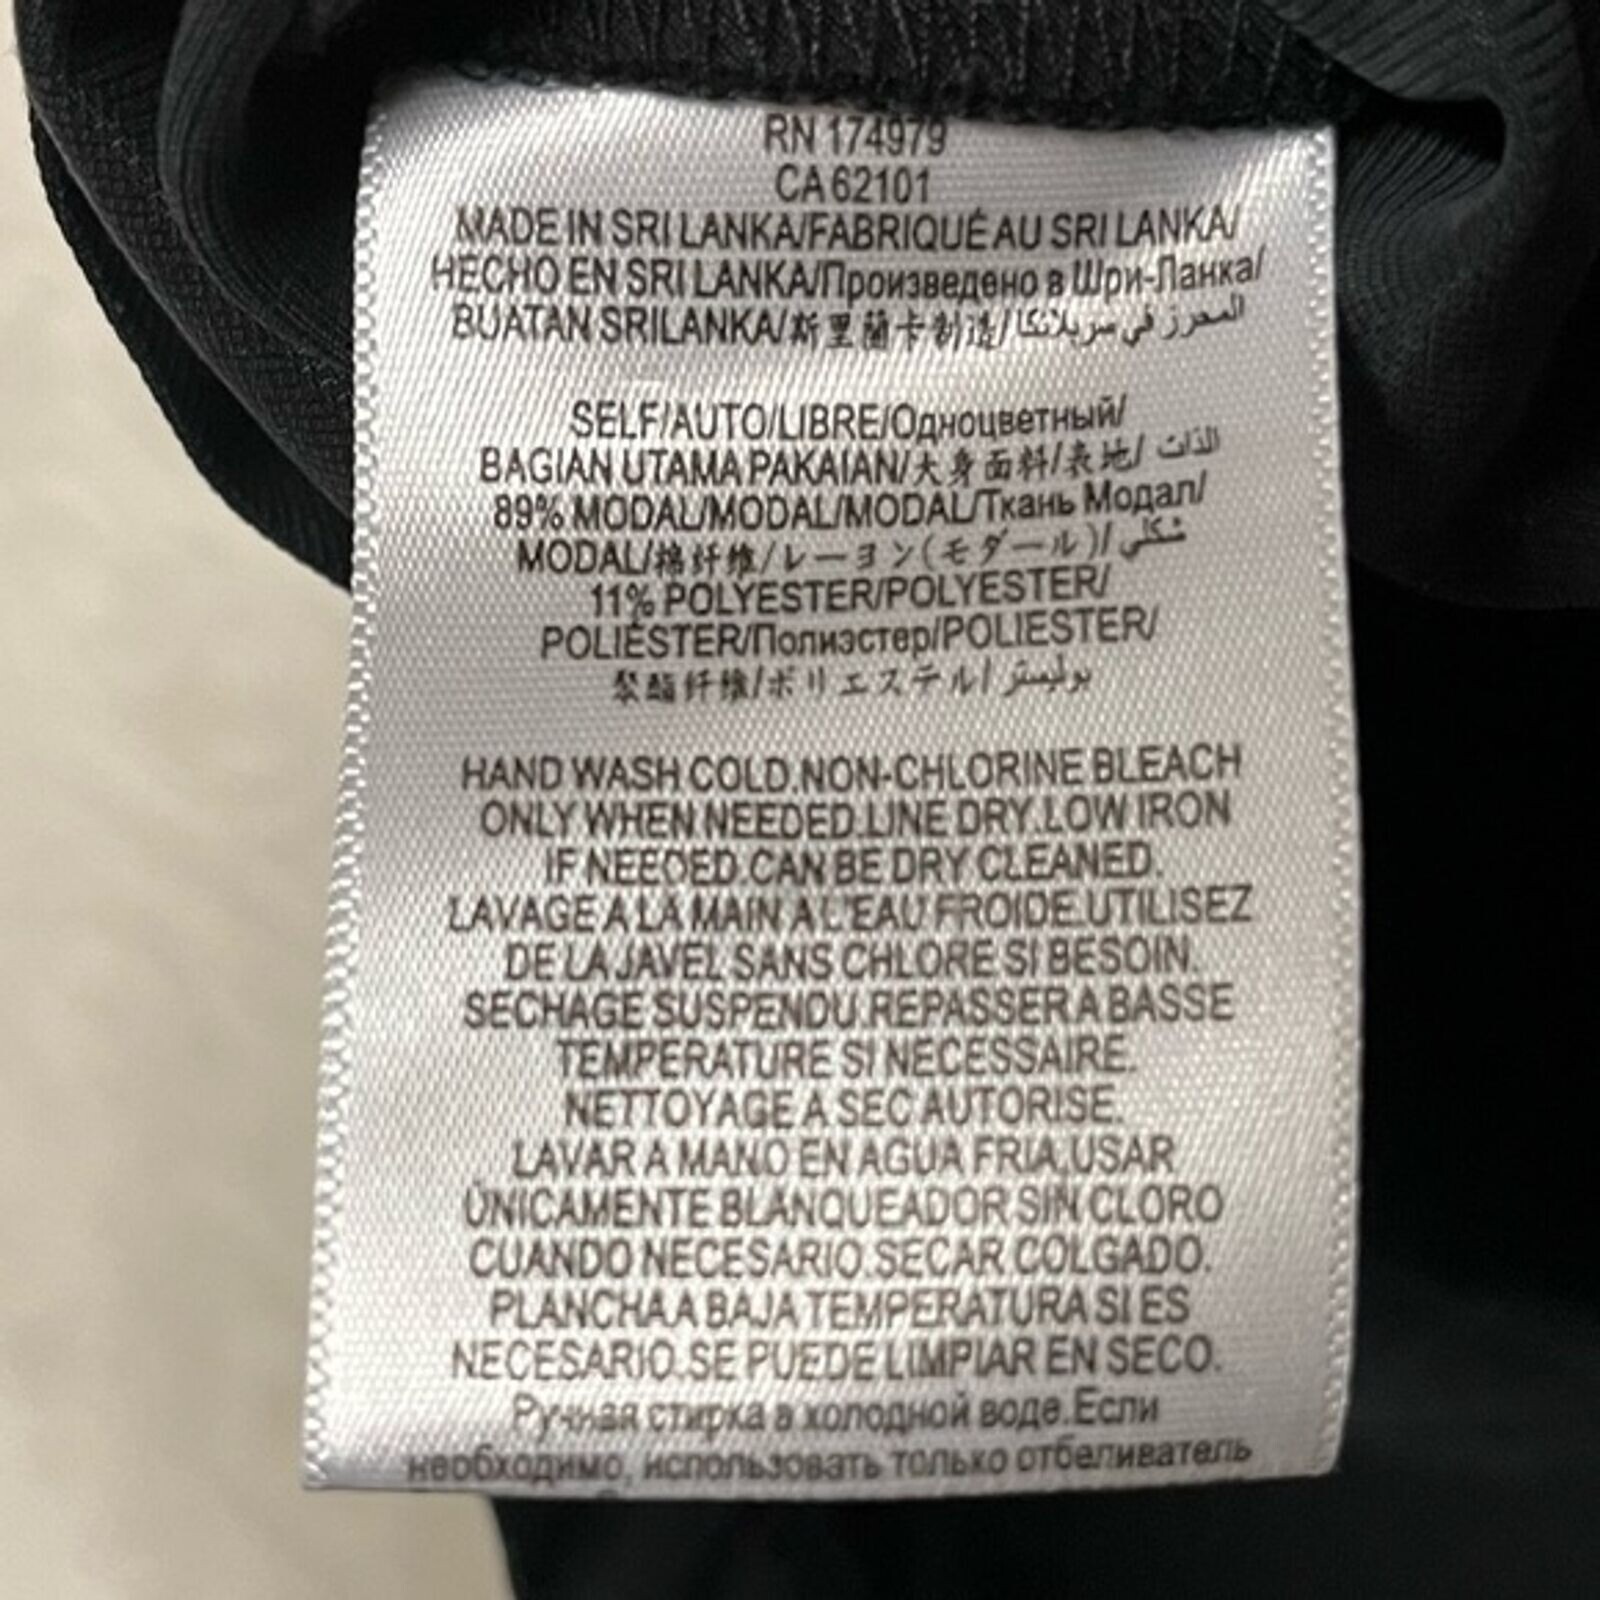 RN 174979
CA 62101
MADE IN SRI LANKA/FABRIQUÉ AU SRI LANKA/
HECHO EN SRI LANKA/Произведено в Шри-Ланка/
BUATAN SRILANKA/斯里蘭卡制造/المحرز في سريلانكا
SELF/AUTO/LIBRE/Одноцветный/
BAGIAN UTAMA PAKAIAN/大身面料/表地/ الذات
89% MODAL/MODAL/MODAL/Ткань Модал/
MODAL/棉纤维/レーヨン(モダール)/ شكلي
11% POLYESTER/POLYESTER/
POLIÉSTER/Полиэстер/POLIESTER/
聚酯纤维/ポリエステル/ بوليستر
HAND WASH COLD.NON-CHLORINE BLEACH
ONLY WHEN NEEDED.LINE DRY.LOW IRON
IF NEEDED.CAN BE DRY CLEANED.
LAVAGE A LA MAIN A L'EAU FROIDE.UTILISEZ
DE LA JAVEL SANS CHLORE SI BESOIN.
SECHAGE SUSPENDU.REPASSER A BASSE
TEMPERATURE SI NECESSAIRE.
NETTOYAGE A SEC AUTORISE.
LAVAR A MANO EN AGUA FRIA.USAR
ÚNICAMENTE BLANQUEADOR SIN CLORO
CUANDO NECESARIO.SECAR COLGADO.
PLANCHA A BAJA TEMPERATURA SI ES
NECESARIO.SE PUEDE LIMPIAR EN SECO.
Ручная стирка в холодной воде.Если
необходимо, использовать только отбеливатель